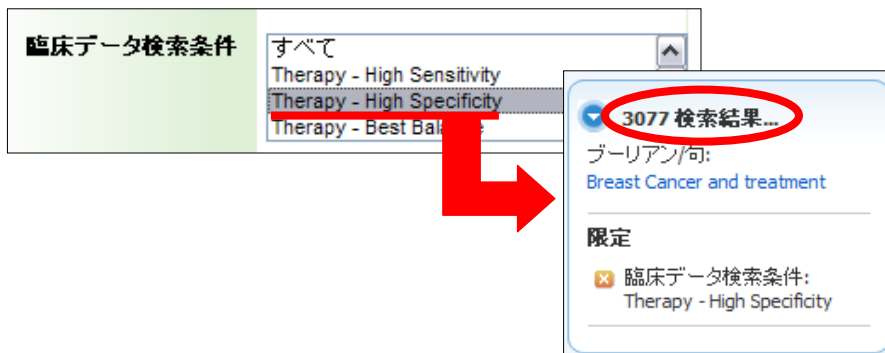 臨床データ検索条件
すべて
Therapy - High Sensitivity
Therapy - High Specificity
Therapy - Best
3077 検索結果...
ブーリアン/句:
Breast Cancer and treatment
限定
臨床データ検索条件:
Therapy - High Specificity